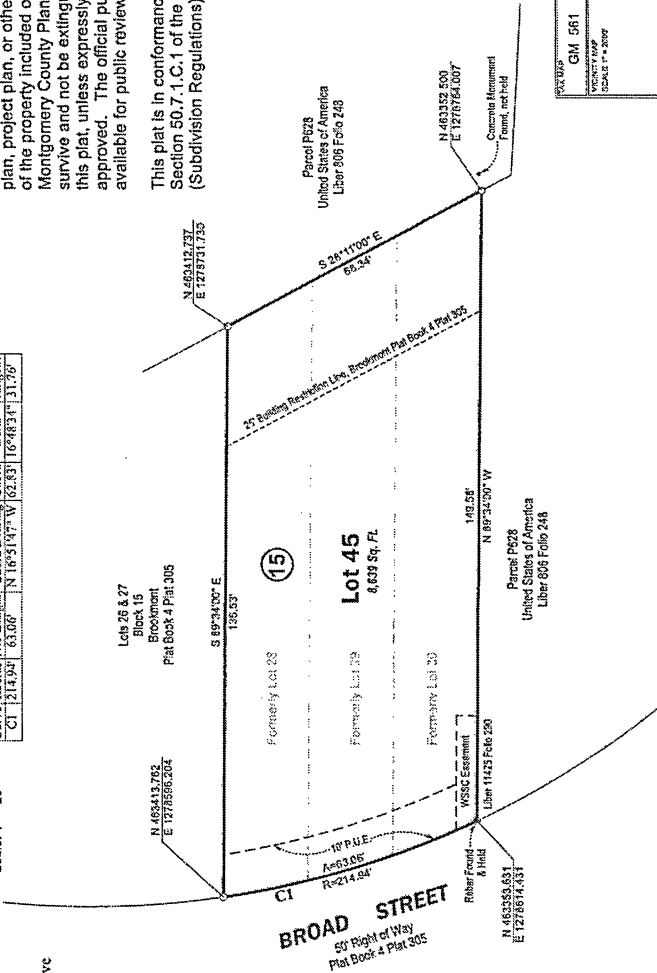 plan, project plan, or othe
of the property included o
Montgomery County Plan
survive and not be extingu
this plat, unless expressly
approved. The official pu
available for public review
This plat is in conformanc
Section 50.7.1.C.1 of the
(Subdivision Regulations)
C1 214.94' 63.06' N 16°51'47" W 62.83' 16°48'34" 31.76'
ve
Lots 26 & 27
Block 15
Brookmont
Plat Book 4 Plat 305
N 463413.762
E 1278596.204
S 89°34'00" E
136.53'
N 463412.737
E 1278731.735
Parcel P628
United States of America
Liber 806 Folio 248
S 26°11'00" E
68.34'
25' Building Restriction Line, Brookmont Plat Book 4 Plat 305
15
Formerly Lot 28
Lot 45
8,639 Sq. Ft.
Formerly Lot 29
Formerly Lot 30
10' P.U.E.
A=63.06'
R=214.94'
C1
BROAD STREET
50' Right of Way
Plat Book 4 Plat 305
WSSC Easement
Liber 11425 Folio 290
Rebar Found
& Held
N 463353.631
E 1278614.431
149.58'
N 89°34'00" W
Parcel P628
United States of America
Liber 806 Folio 248
N 463352.500
E 1278764.007
Concrete Monument
Found, not held
TAX MAP
GM 561
VICINITY MAP
SCALE 1" = 2000'